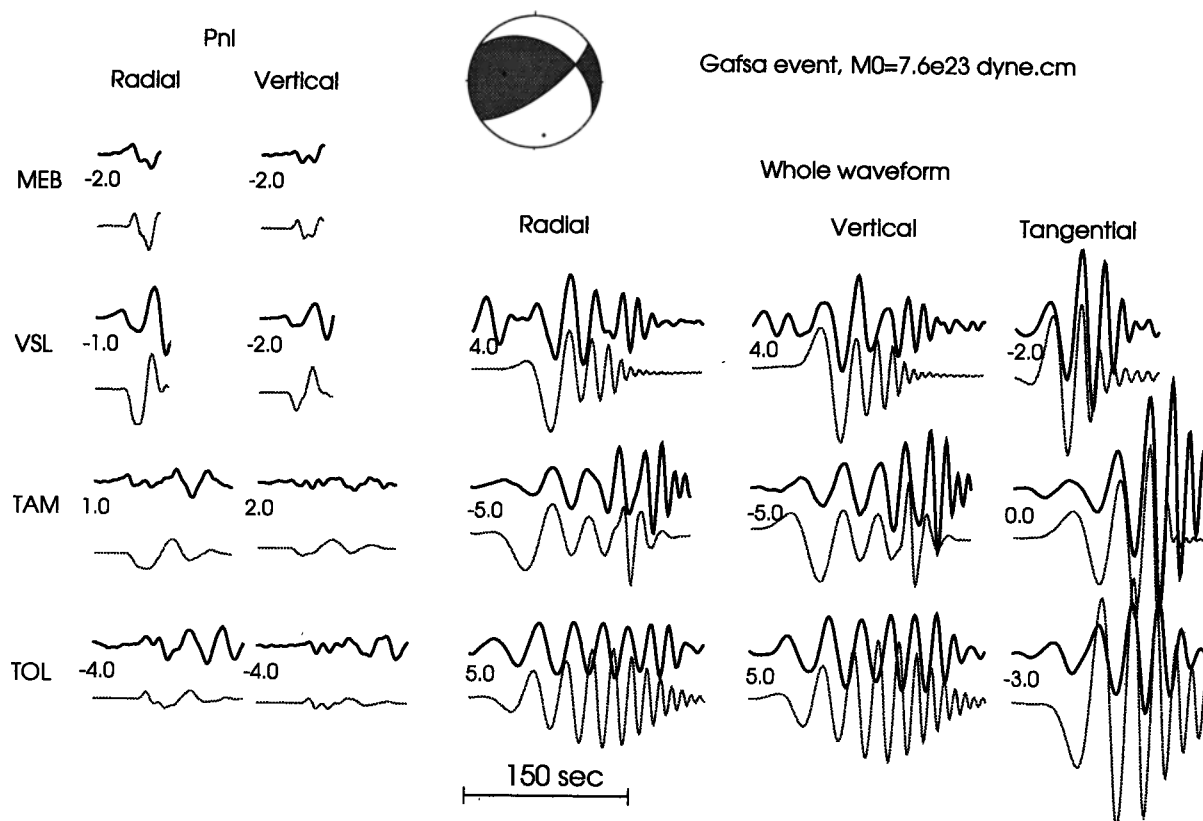 Pnl
Gafsa event, M0=7.6e23 dyne.cm
Radial Vertical
Whole waveform
MEB -2.0 -2.0
Radial Vertical Tangential
VSL -1.0 -2.0 4.0 4.0 -2.0
TAM 1.0 2.0 -5.0 -5.0 0.0
TOL -4.0 -4.0 5.0 5.0 -3.0
150 sec